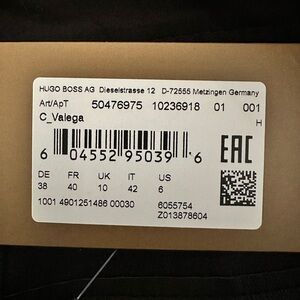 HUGO BOSS AG Dieselstrasse 12 D-72555 Metzingen Germany
Art/ApT 50476975 10236918 01 001
C_Valega H
6 04552 95039 6
EAC
DE FR UK IT US
38 40 10 42 6
1001 4901251486 00030 6055754
Z013878604